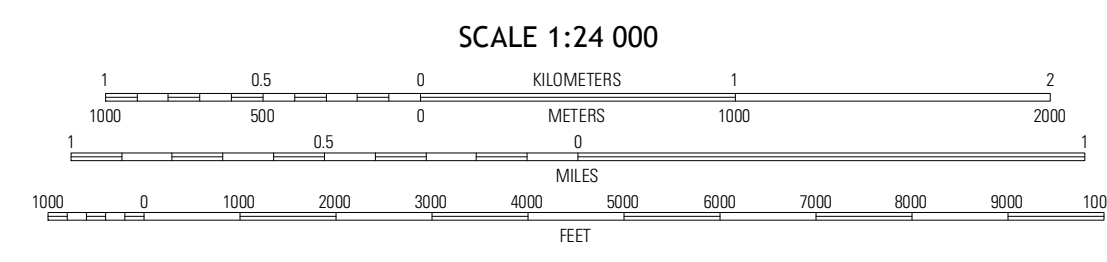 SCALE 1:24 000
1 0.5 0 KILOMETERS 1 2
1000 500 0 METERS 1000 2000
1 0.5 0 1
MILES
1000 0 1000 2000 3000 4000 5000 6000 7000 8000 9000 100
FEET